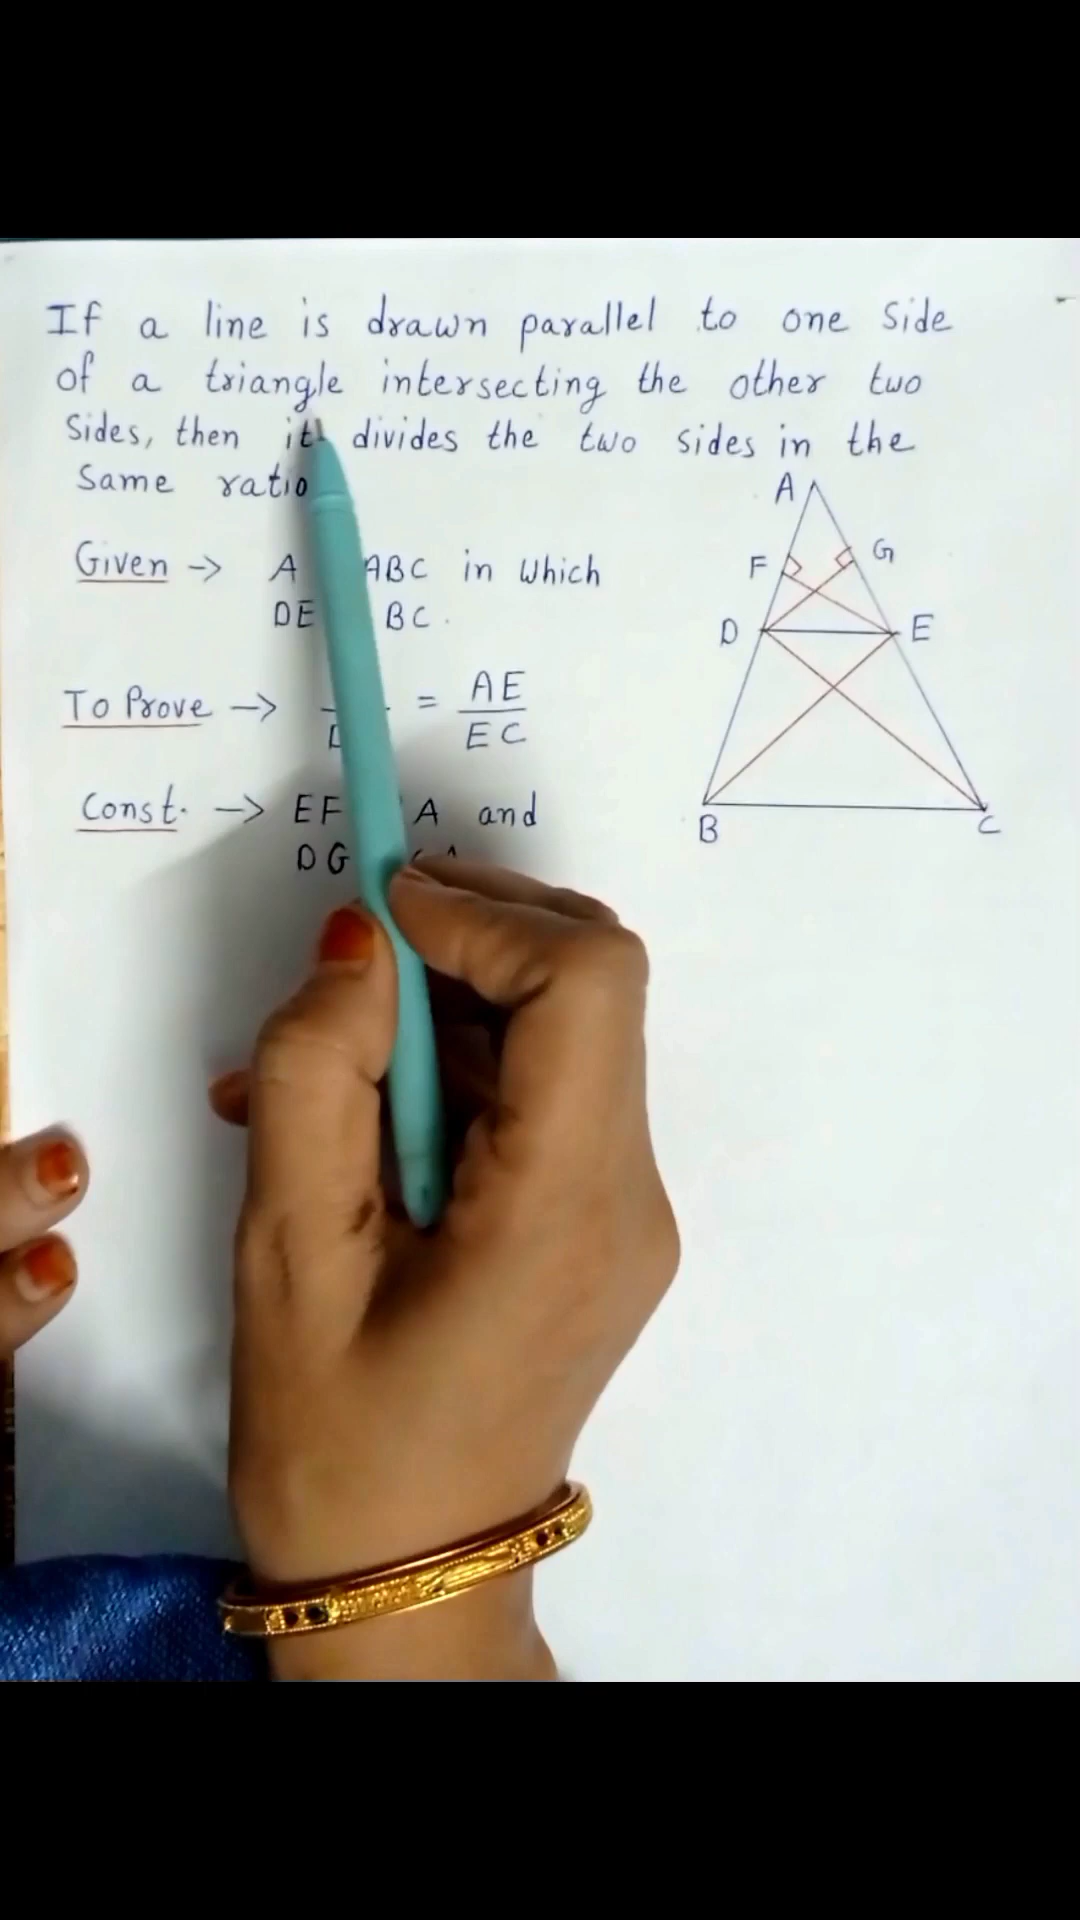 If a line is drawn parallel to one side
of a triangle intersecting the other two
sides, then it divides the two sides in the
same ratio
Given → A ABC in which
DE BC.
To Prove → = AE
EC
Const. → EF A and
DG
A
F
G
D
E
B
C